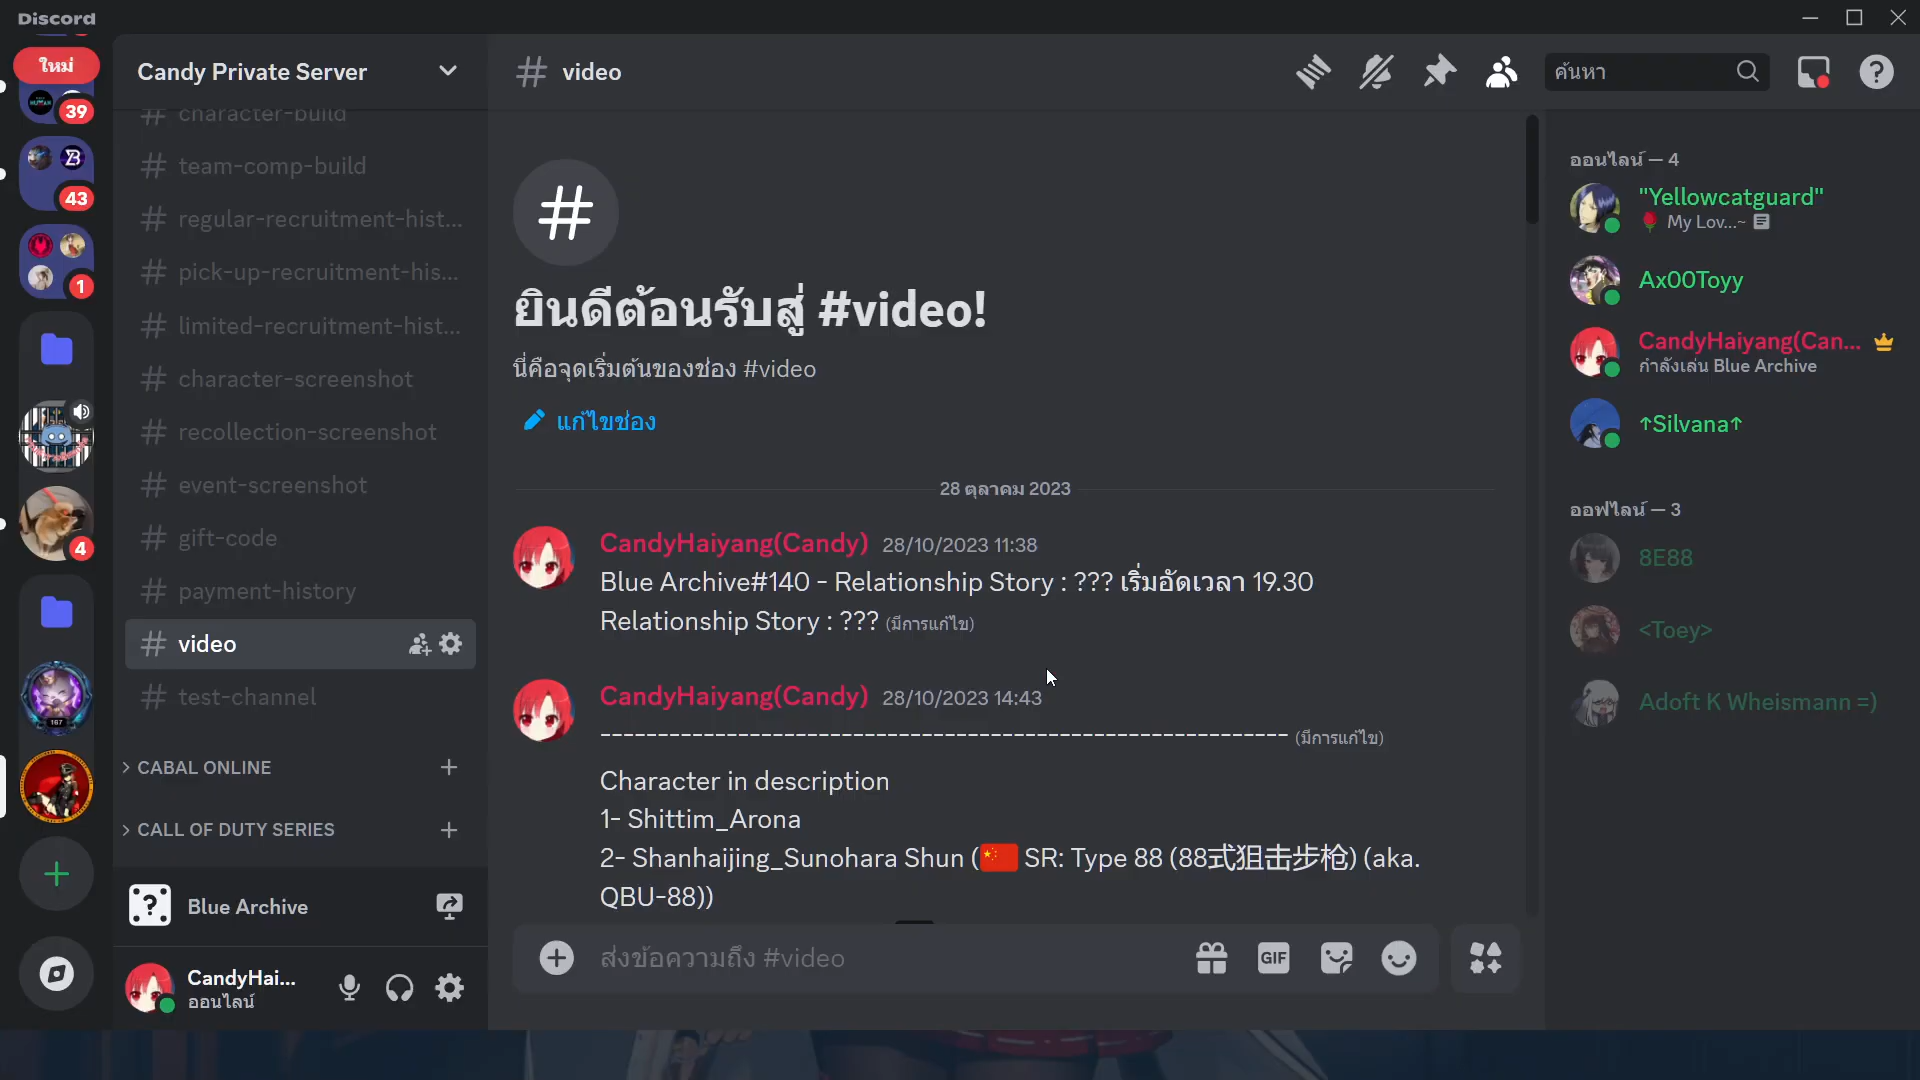 Discord
ใหม่
39
43
1
4
167
Candy Private Server
character-build
team-comp-build
regular-recruitment-hist...
pick-up-recruitment-his...
limited-recruitment-hist...
character-screenshot
recollection-screenshot
event-screenshot
gift-code
payment-history
video
test-channel
CABAL ONLINE
CALL OF DUTY SERIES
Blue Archive
CandyHai...
ออนไลน์
video
ค้นหา
ยินดีต้อนรับสู่ #video!
นี่คือจุดเริ่มต้นของช่อง #video
แก้ไขช่อง
28 ตุลาคม 2023
CandyHaiyang(Candy) 28/10/2023 11:38
Blue Archive#140 - Relationship Story : ??? เริ่มอัดเวลา 19.30
Relationship Story : ??? (มีการแก้ไข)
CandyHaiyang(Candy) 28/10/2023 14:43
------------------------------------------------------------ (มีการแก้ไข)
Character in description
1- Shittim_Arona
2- Shanhaijing_Sunohara Shun (🇨🇳 SR: Type 88 (88式狙击步枪) (aka.
QBU-88))
ส่งข้อความถึง #video
GIF
ออนไลน์ — 4
"Yellowcatguard"
🌹 My Lov...~
Ax00Toyy
CandyHaiyang(Can...
กำลังเล่น Blue Archive
↑Silvana↑
ออฟไลน์ — 3
8E88
<Toey>
Adoft K Wheismann =)